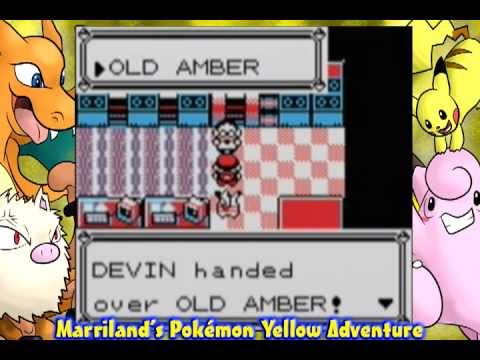 OLD AMBER
DEVIN handed
over OLD AMBER!
Marriland's Pokémon Yellow Adventure